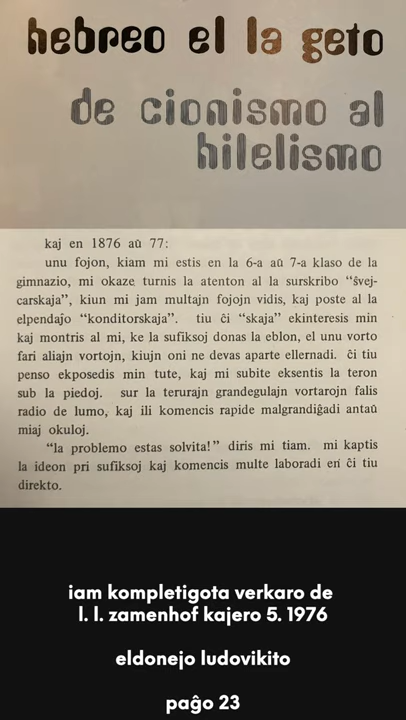 hebreo el la geto
de cionismo al
hilelismo
kaj en 1876 aŭ 77:
unu fojon, kiam mi estis en la 6-a aŭ 7-a klaso de la
gimnazio, mi okaze turnis la atenton al la surskribo “ŝvej-
carskaja”, kiun mi jam multajn fojojn vidis, kaj poste al la
elpendaĵo “konditorskaja”. tiu ĉi “skaja” ekinteresis min
kaj montris al mi, ke la sufiksoj donas la eblon, el unu vorto
fari aliajn vortojn, kiujn oni ne devas aparte ellernadi. ĉi tiu
penso ekposedis min tute, kaj mi subite eksentis la teron
sub la piedoj. sur la terurajn grandegulajn vortarojn falis
radio de lumo, kaj ili komencis rapide malgrandiĝadi antaŭ
miaj okuloj.
“la problemo estas solvita!” diris mi tiam. mi kaptis
la ideon pri sufiksoj kaj komencis multe laboradi en ĉi tiu
direkto.
iam kompletigota verkaro de
l. l. zamenhof kajero 5. 1976
eldonejo ludovikito
paĝo 23